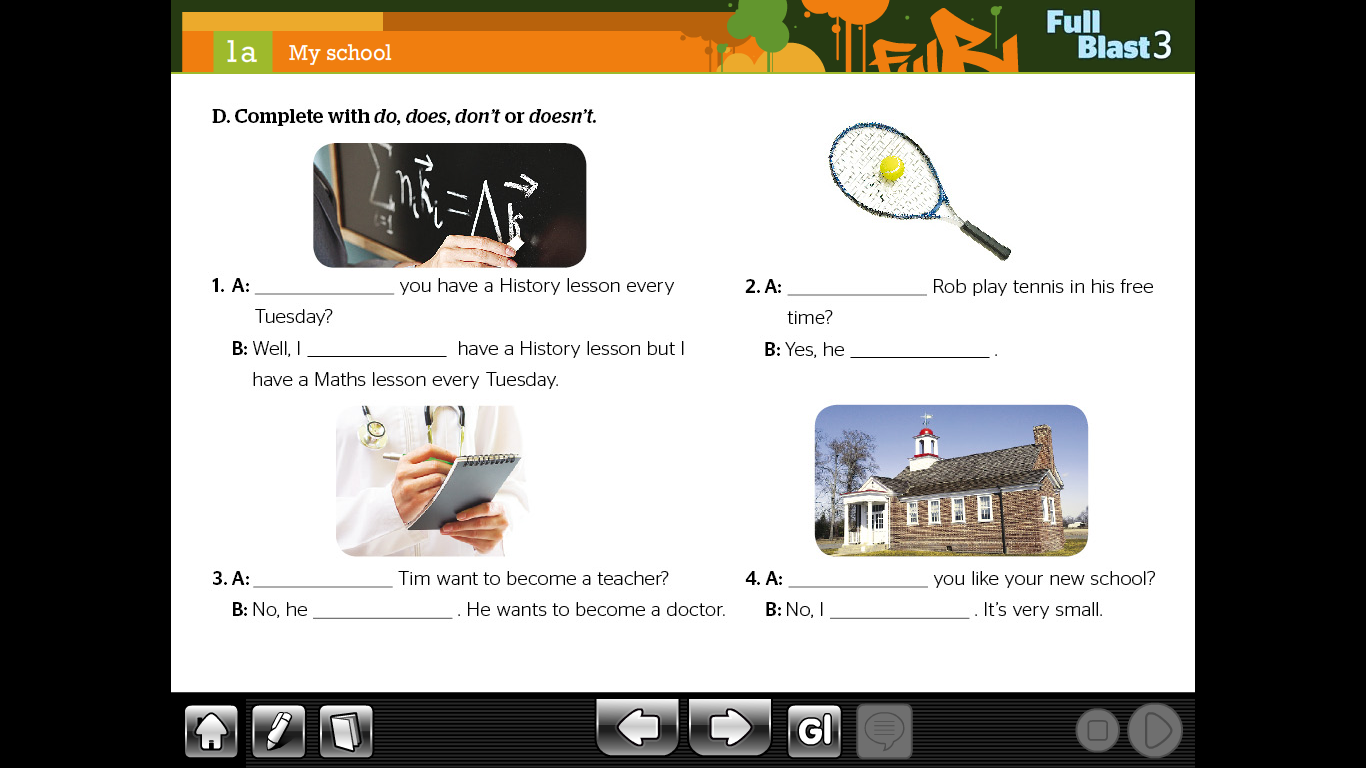 1a My school
Full
Blast 3
D. Complete with do, does, don't or doesn't.
1. A: ______________ you have a History lesson every
Tuesday?
B: Well, I ______________ have a History lesson but I
have a Maths lesson every Tuesday.
2. A: ______________ Rob play tennis in his free
time?
B: Yes, he ______________ .
3. A: ______________ Tim want to become a teacher?
B: No, he ______________ . He wants to become a doctor.
4. A: ______________ you like your new school?
B: No, I ______________ . It's very small.
Gl